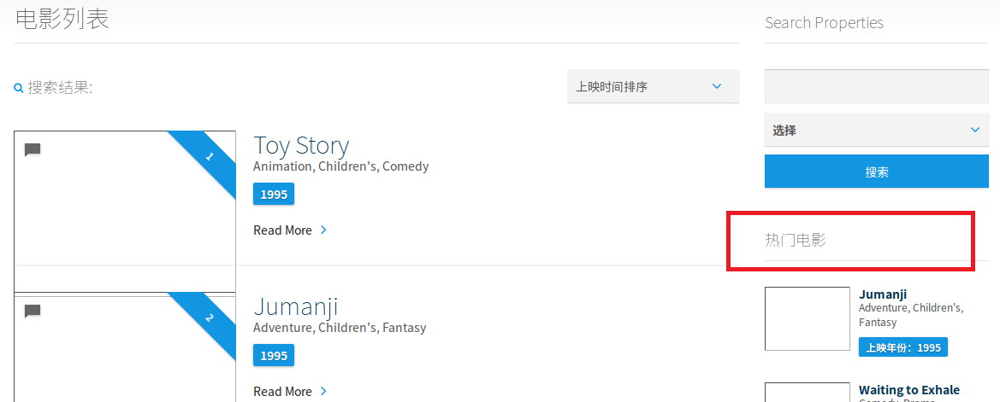 电影列表
搜索结果:
上映时间排序
1
Toy Story
Animation, Children's, Comedy
1995
Read More
2
Jumanji
Adventure, Children's, Fantasy
1995
Read More
Search Properties
选择
搜索
热门电影
Jumanji
Adventure, Children's,
Fantasy
上映年份：1995
Waiting to Exhale
Comedy, Drama